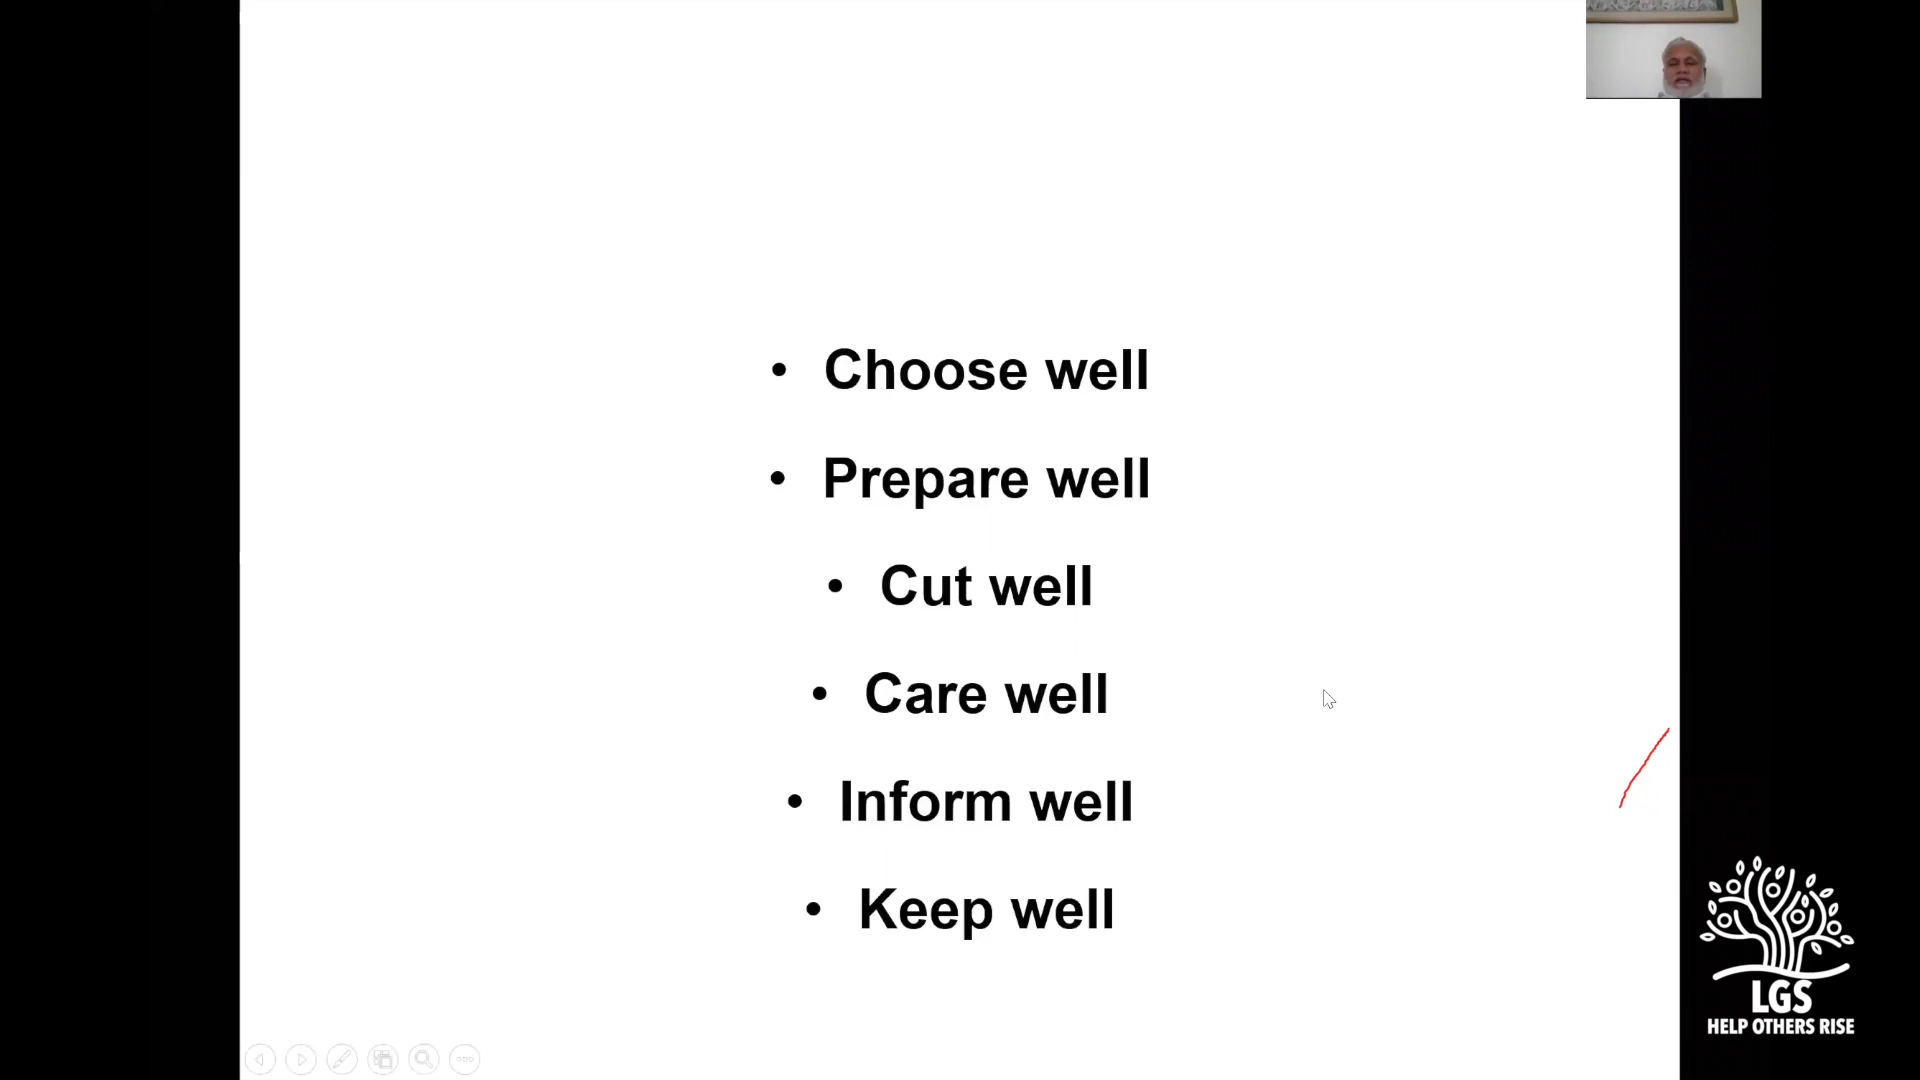 • Choose well
• Prepare well
• Cut well
• Care well
• Inform well
• Keep well
LGS
HELP OTHERS RISE